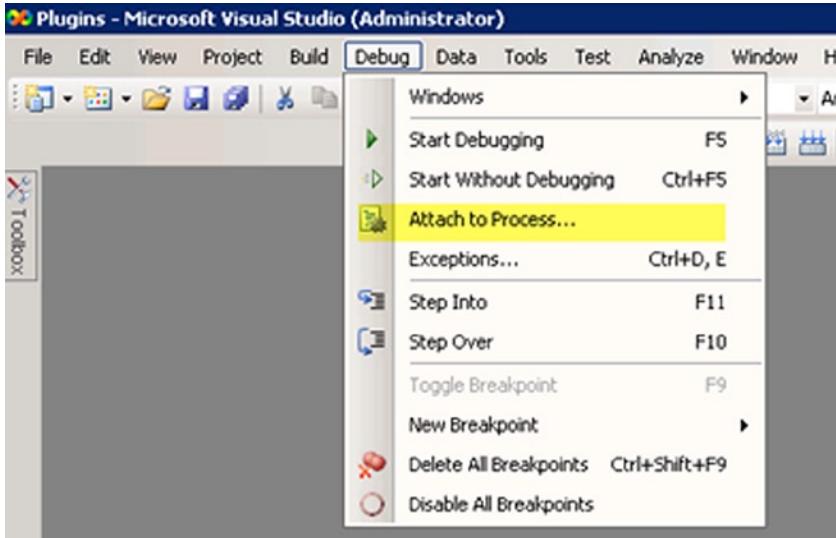 Plugins - Microsoft Visual Studio (Administrator)
File Edit View Project Build Debug Data Tools Test Analyze Window
Windows
Start Debugging F5
Start Without Debugging Ctrl+F5
Attach to Process...
Exceptions... Ctrl+D, E
Step Into F11
Step Over F10
Toggle Breakpoint F9
New Breakpoint
Delete All Breakpoints Ctrl+Shift+F9
Disable All Breakpoints
Toolbox